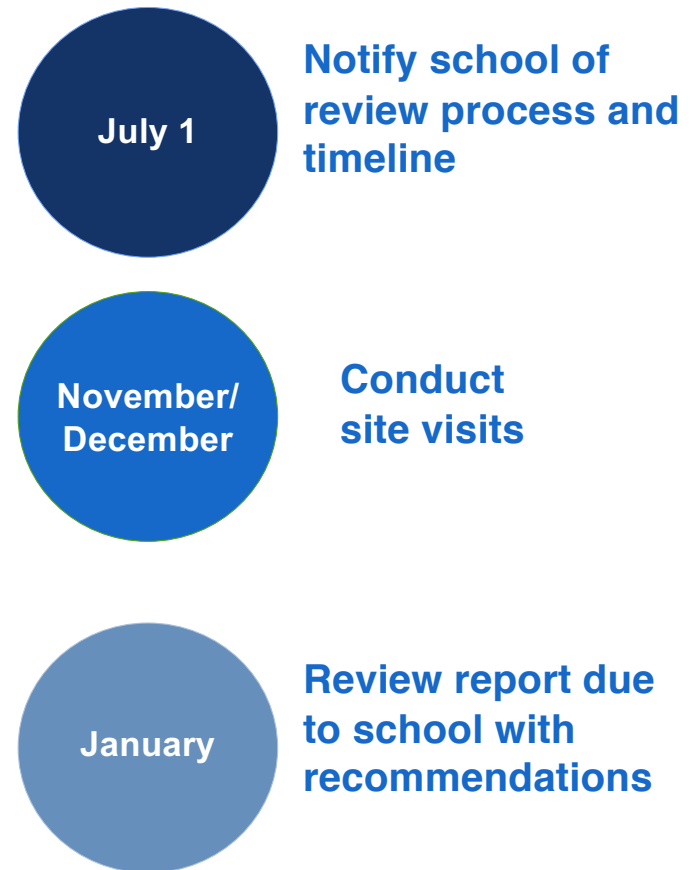 July 1
Notify school of
review process and
timeline
November/
December
Conduct
site visits
January
Review report due
to school with
recommendations